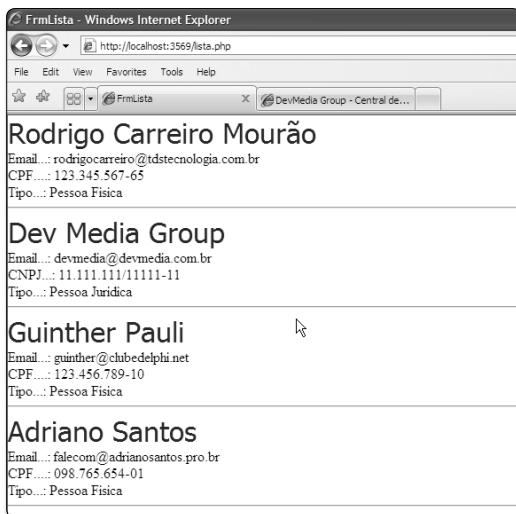 FrmLista - Windows Internet Explorer
http://localhost:3569/lista.php
File Edit View Favorites Tools Help
FrmLista X DevMedia Group - Central de...
Rodrigo Carreiro Mourão
Email...: rodrigocarreiro@tdstecnologia.com.br
CPF....: 123.345.567-65
Tipo...: Pessoa Fisica
Dev Media Group
Email...: devmedia@devmedia.com.br
CNPJ...: 11.111.111/11111-11
Tipo...: Pessoa Juridica
Guinther Pauli
Email...: guinther@clubedelphi.net
CPF....: 123.456.789-10
Tipo...: Pessoa Física
Adriano Santos
Email...: falecom@adrianosantos.pro.br
CPF....: 098.765.654-01
Tipo...: Pessoa Física